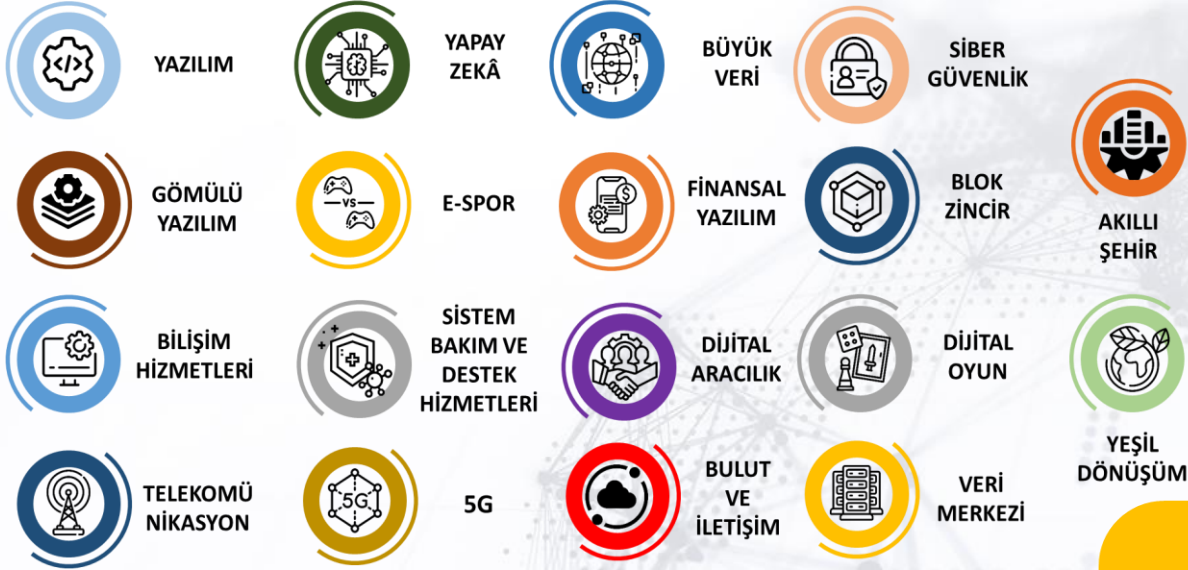 YAZILIM
YAPAY
ZEKÂ
BÜYÜK
VERİ
SİBER
GÜVENLİK
GÖMÜLÜ
YAZILIM
VS
E-SPOR
$
FİNANSAL
YAZILIM
BLOK
ZİNCİR
AKILLI
ŞEHİR
BİLİŞİM
HİZMETLERİ
SİSTEM
BAKIM VE
DESTEK
HİZMETLERİ
DİJİTAL
ARACILIK
DİJİTAL
OYUN
YEŞİL
DÖNÜŞÜM
TELEKOMÜ
NİKASYON
5G
5G
BULUT
VE
İLETİŞİM
VERİ
MERKEZİ